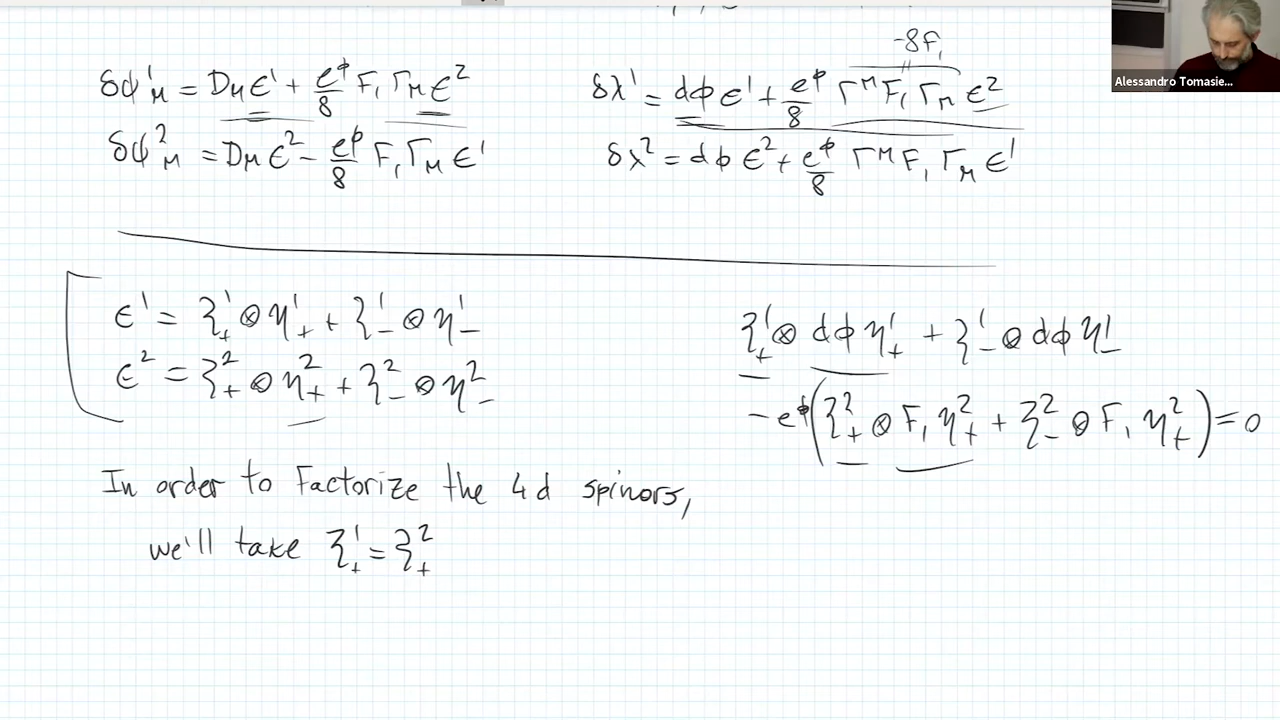 -8F₁
δψ¹_M = D_M ϵ¹ + e^ϕ/8 F₁ Γ_M ϵ²
δλ¹ = dϕ ϵ¹ + e^ϕ/8 Γ^M F₁ Γ_M ϵ²
δψ²_M = D_M ϵ² - e^ϕ/8 F₁ Γ_M ϵ¹
δλ² = dϕ ϵ² + e^ϕ/8 Γ^M F₁ Γ_M ϵ¹
ϵ¹ = ζ¹₊ ⊗ η¹₊ + ζ¹₋ ⊗ η¹₋
ϵ² = ζ²₊ ⊗ η²₊ + ζ²₋ ⊗ η²₋
ζ¹₊ ⊗ dϕ η¹₊ + ζ¹₋ ⊗ dϕ η¹₋
- e^ϕ (ζ²₊ ⊗ F₁ η²₊ + ζ²₋ ⊗ F₁ η²₊) = 0
In order to factorize the 4d spinors,
we'll take ζ¹₊ = ζ²₊
Alessandro Tomasie...